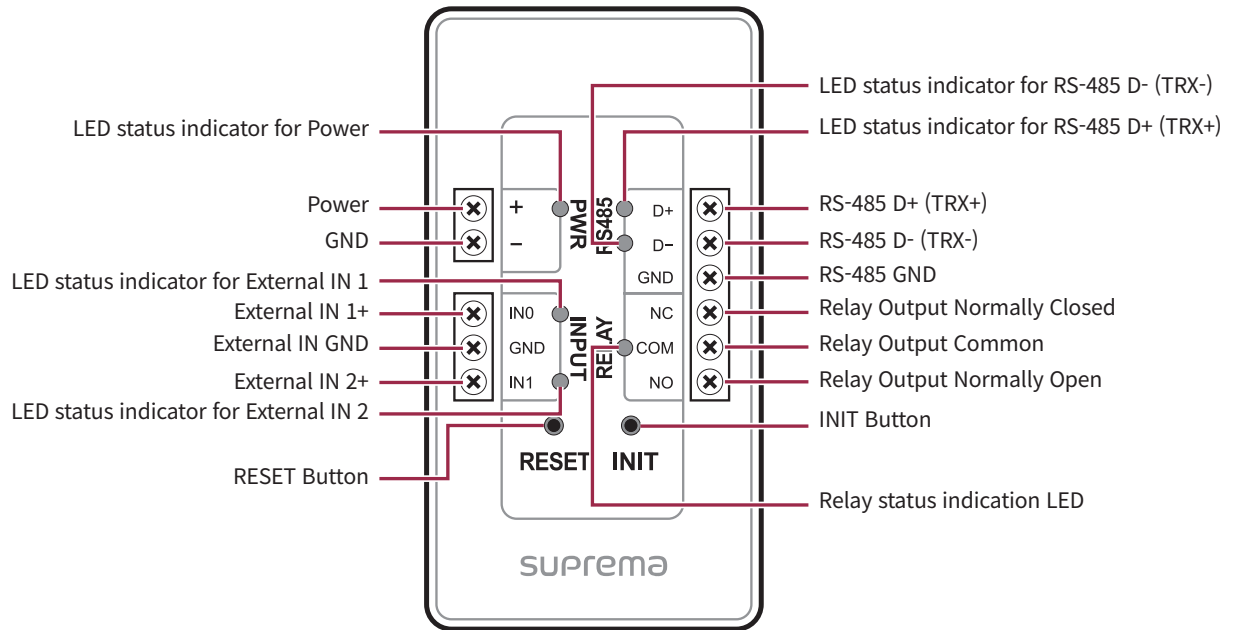 LED status indicator for Power
Power
GND
LED status indicator for External IN 1
External IN 1+
External IN GND
External IN 2+
LED status indicator for External IN 2
RESET Button
+
−
PWR
IN0
GND
IN1
INPUT
RS485
D+
D−
GND
RELAY
NC
COM
NO
RESET
INIT
suprema
LED status indicator for RS-485 D- (TRX-)
LED status indicator for RS-485 D+ (TRX+)
RS-485 D+ (TRX+)
RS-485 D- (TRX-)
RS-485 GND
Relay Output Normally Closed
Relay Output Common
Relay Output Normally Open
INIT Button
Relay status indication LED